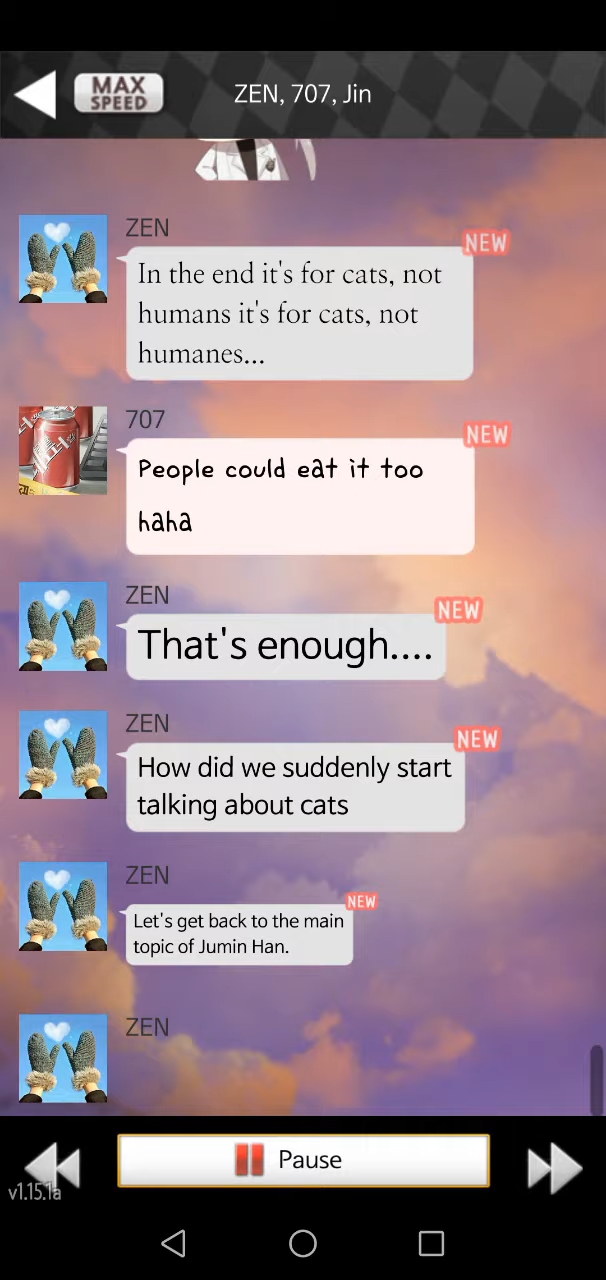 MAX
SPEED
ZEN, 707, Jin
ZEN
NEW
In the end it's for cats, not
humans it's for cats, not
humanes...
707
NEW
People could eat it too
haha
ZEN
NEW
That's enough....
ZEN
NEW
How did we suddenly start
talking about cats
ZEN
NEW
Let's get back to the main
topic of Jumin Han.
ZEN
Pause
v1.15.1a